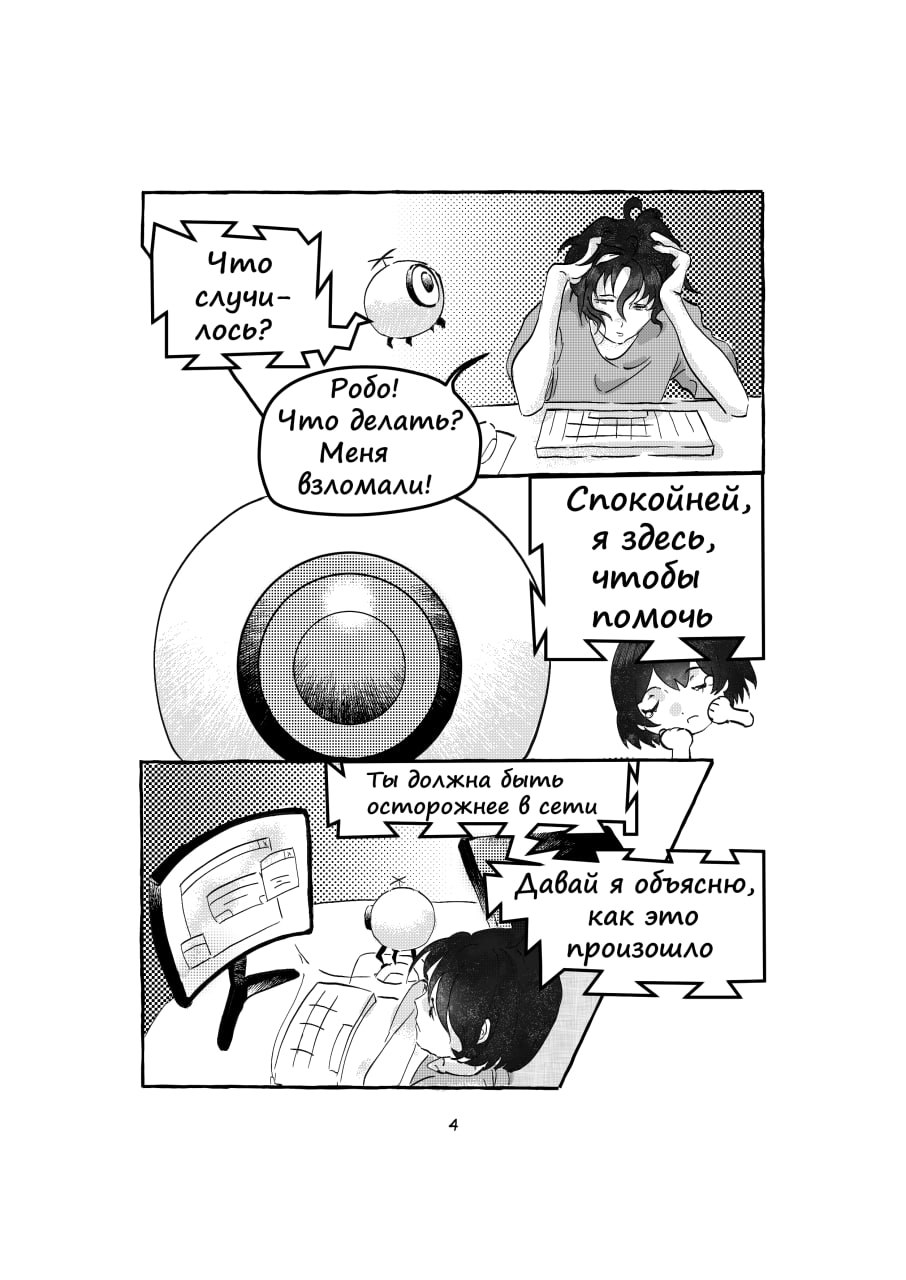 Что
случи-
лось?
Робо!
Что делать?
Меня
взломали!
Спокойней,
я здесь,
чтобы
помочь
Ты должна быть
осторожнее в сети
Давай я объясню,
как это
произошло
4